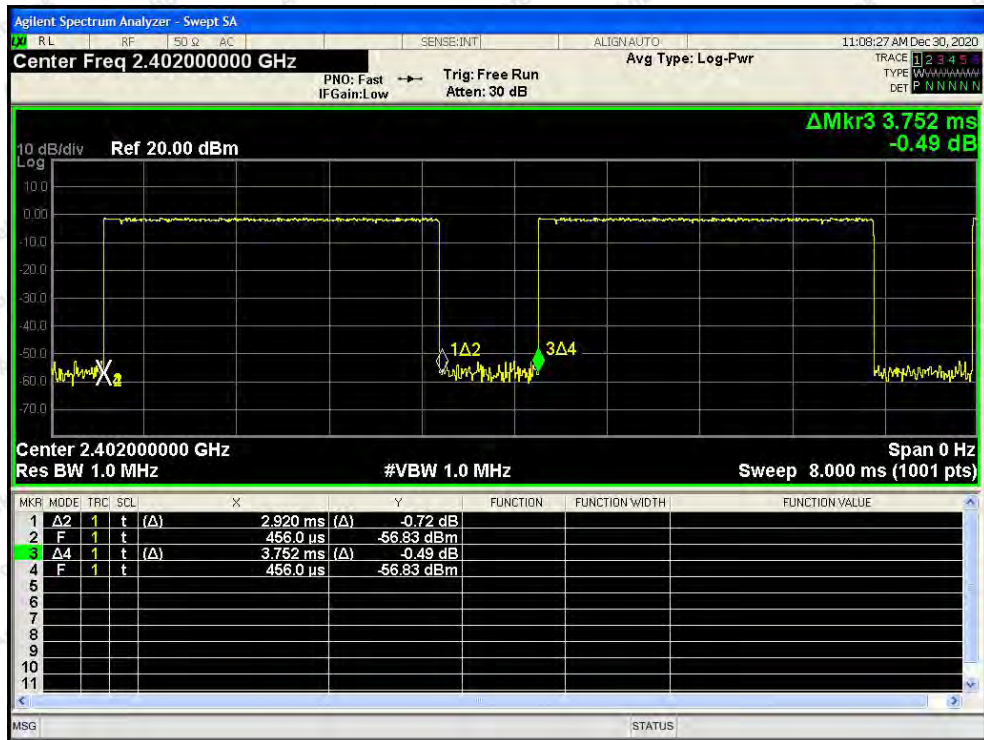 Agilent Spectrum Analyzer - Swept SA
LXI RL RF 50 Ω AC SENSE:INT ALIGNAUTO 11:08:27 AM Dec 30, 2020
Center Freq 2.402000000 GHz Avg Type: Log-Pwr TRACE 1 2 3 4 5 6
PNO: Fast Trig: Free Run TYPE WWWWWW
IFGain:Low Atten: 30 dB DET P N N N N N
ΔMkr3 3.752 ms
10 dB/div Ref 20.00 dBm -0.49 dB
Log
10.0
0.00
-10.0
-20.0
-30.0
-40.0
-50.0
1Δ2 3Δ4
-60.0
-70.0
Center 2.402000000 GHz Span 0 Hz
Res BW 1.0 MHz #VBW 1.0 MHz Sweep 8.000 ms (1001 pts)
MKR MODE TRC SCL X Y FUNCTION FUNCTION WIDTH FUNCTION VALUE
1 Δ2 1 t (Δ) 2.920 ms (Δ) -0.72 dB
2 F 1 t 456.0 µs -56.83 dBm
3 Δ4 1 t (Δ) 3.752 ms (Δ) -0.49 dB
4 F 1 t 456.0 µs -56.83 dBm
5
6
7
8
9
10
11
MSG STATUS